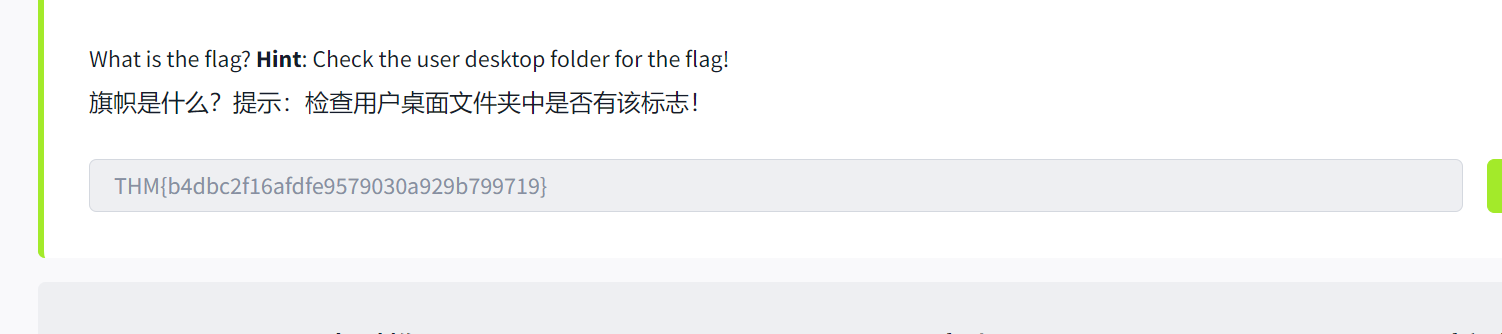 What is the flag? Hint: Check the user desktop folder for the flag!
旗帜是什么？提示：检查用户桌面文件夹中是否有该标志！
THM{b4dbc2f16afdfe9579030a929b799719}